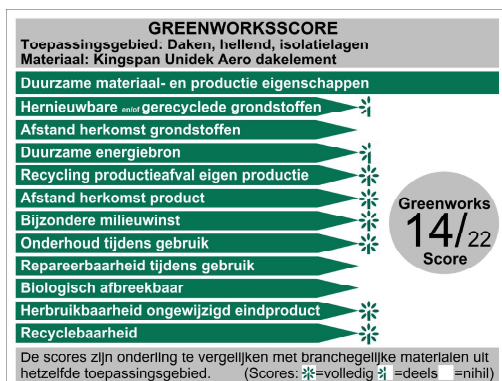 GREENWORKSSCORE
Toepassingsgebied: Daken, hellend, isolatielagen
Materiaal: Kingspan Unidek Aero dakelement
Duurzame materiaal- en productie eigenschappen
Hernieuwbare en/of gerecyclede grondstoffen
Afstand herkomst grondstoffen
Duurzame energiebron
Recycling productieafval eigen productie
Afstand herkomst product
Bijzondere milieuwinst
Onderhoud tijdens gebruik
Repareerbaarheid tijdens gebruik
Biologisch afbreekbaar
Herbruikbaarheid ongewijzigd eindproduct
Recyclebaarheid
Greenworks
14/22
Score
De scores zijn onderling te vergelijken met branchegelijke materialen uit
hetzelfde toepassingsgebied. (Scores: =volledig =deels =nihil)